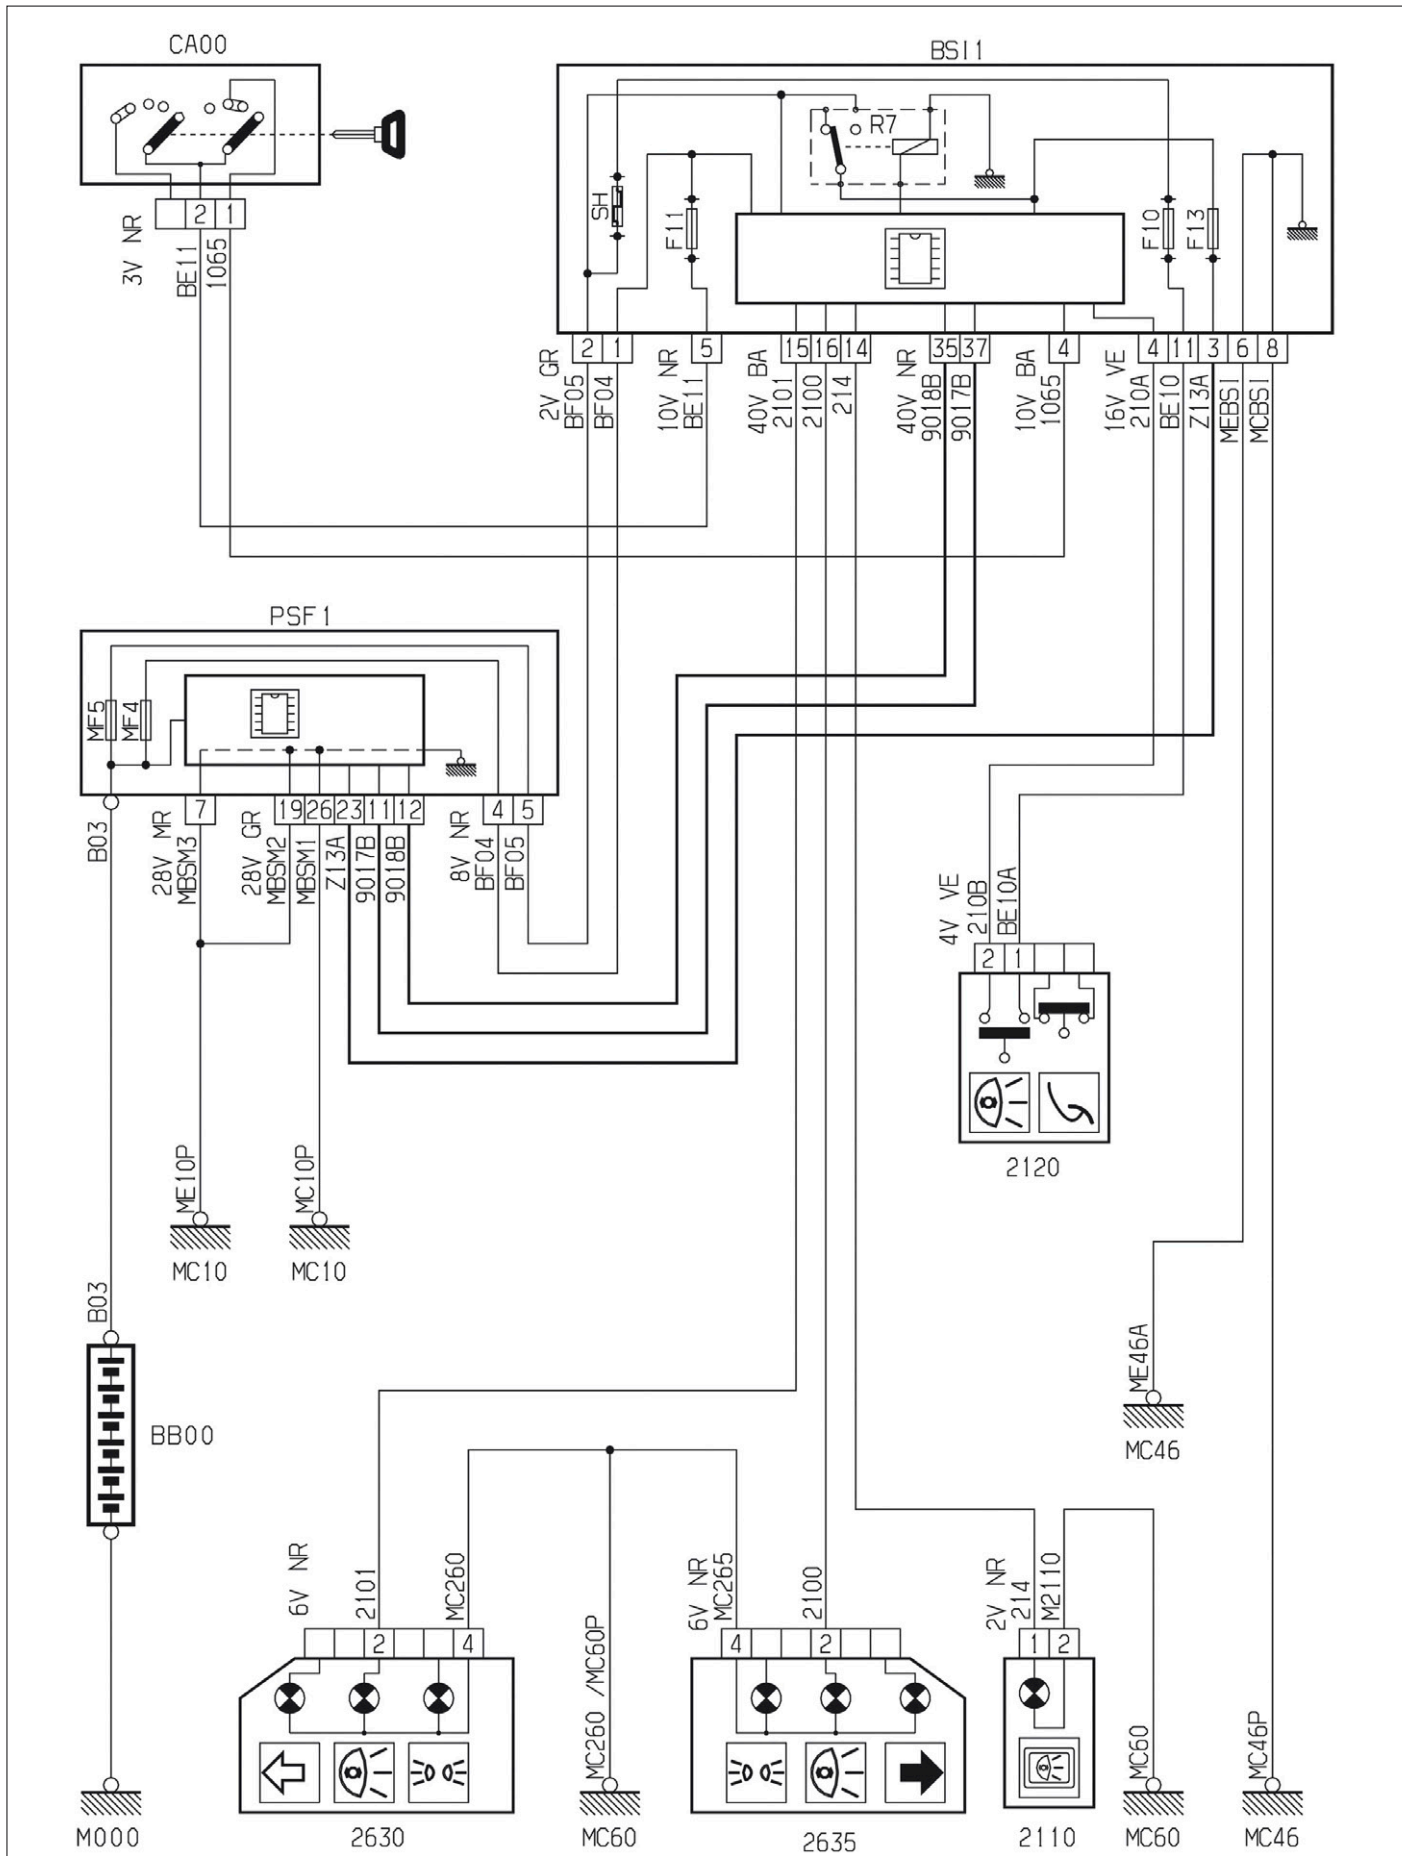 CA00
BSI1
R7
SH
F11
F10
F13
2 1
3V NR
BE11
1065
2 1 5 15 16 14 35 37 4 4 11 3 6 8
2V GR
BF05
BF04
10V NR
BE11
40V BA
2101
2100
214
40V NR
9018B
9017B
10V BA
1065
16V VE
210A
BE10
Z13A
MEBSI
MCBSI
PSF1
MF5
MF4
7 19 26 23 11 12 4 5
B03
28V MR
MBSM3
28V GR
MBSM2
MBSM1
Z13A
9017B
9018B
8V NR
BF04
BF05
4V VE
210B
BE10A
2 1
2120
ME10P
MC10P
MC10
MC10
B03
BB00
ME46A
MC46
6V NR
2101
MC260
MC260 /MC60P
6V NR
MC265
2100
2V NR
214
M2110
2 4
4 2
1 2
MC60
MC46P
M000
2630
MC60
2635
2110
MC60
MC46